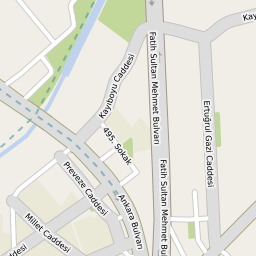 Kayıboyu Caddesi
Fatih Sultan Mehmet Bulvarı
Ertuğrul Gazi Caddesi
495. Sokak
Preveze Caddesi
Fatih Sultan Mehmet Bulvarı
Millet Caddesi
Ankara Bulvarı